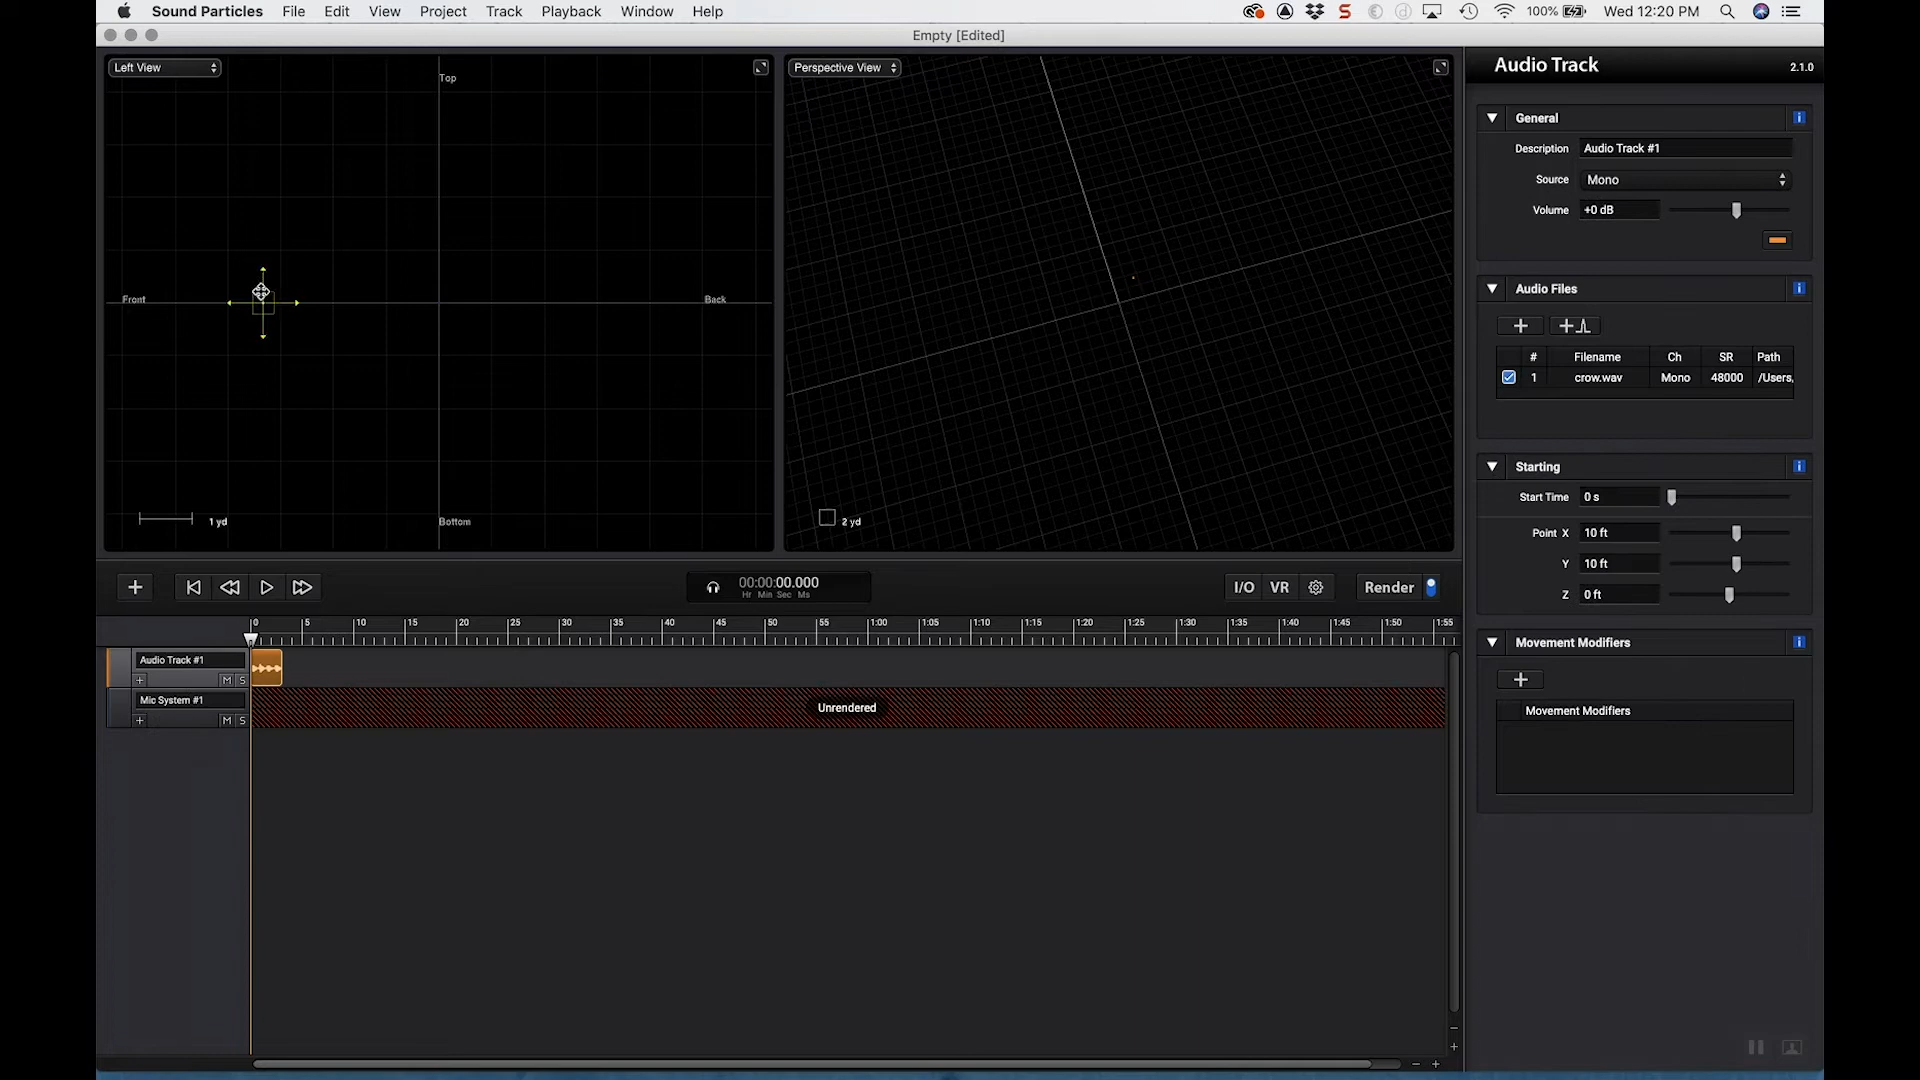 Sound Particles File Edit View Project Track Playback Window Help
100% Wed 12:20 PM
Empty [Edited]
Left View
Top
Front
Back
Bottom
1 yd
Perspective View
2 yd
Audio Track
2.1.0
General
Description Audio Track #1
Source Mono
Volume +0 dB
Audio Files
# Filename Ch SR Path
1 crow.wav Mono 48000 /Users,
Starting
Start Time 0 s
Point X 10 ft
Y 10 ft
Z 0 ft
Movement Modifiers
Movement Modifiers
00:00:00.000
Hr Min Sec Ms
I/O VR Render
0 5 10 15 20 25 30 35 40 45 50 55 1:00 1:05 1:10 1:15 1:20 1:25 1:30 1:35 1:40 1:45 1:50 1:55
Audio Track #1
+ M S
Mic System #1
+ M S
Unrendered